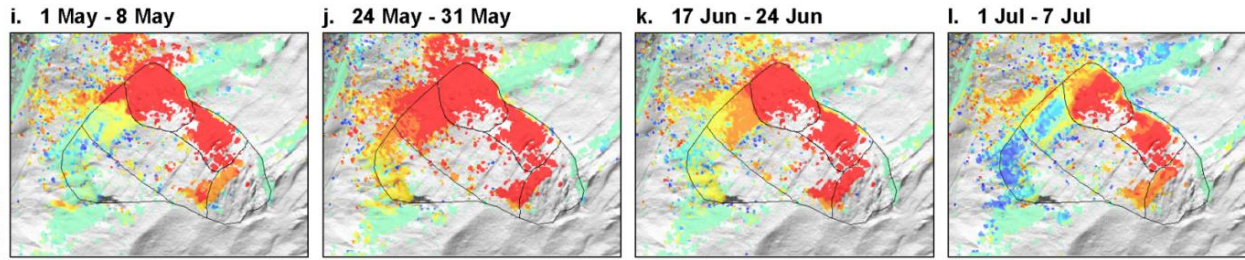 i. 1 May - 8 May
j. 24 May - 31 May
k. 17 Jun - 24 Jun
l. 1 Jul - 7 Jul